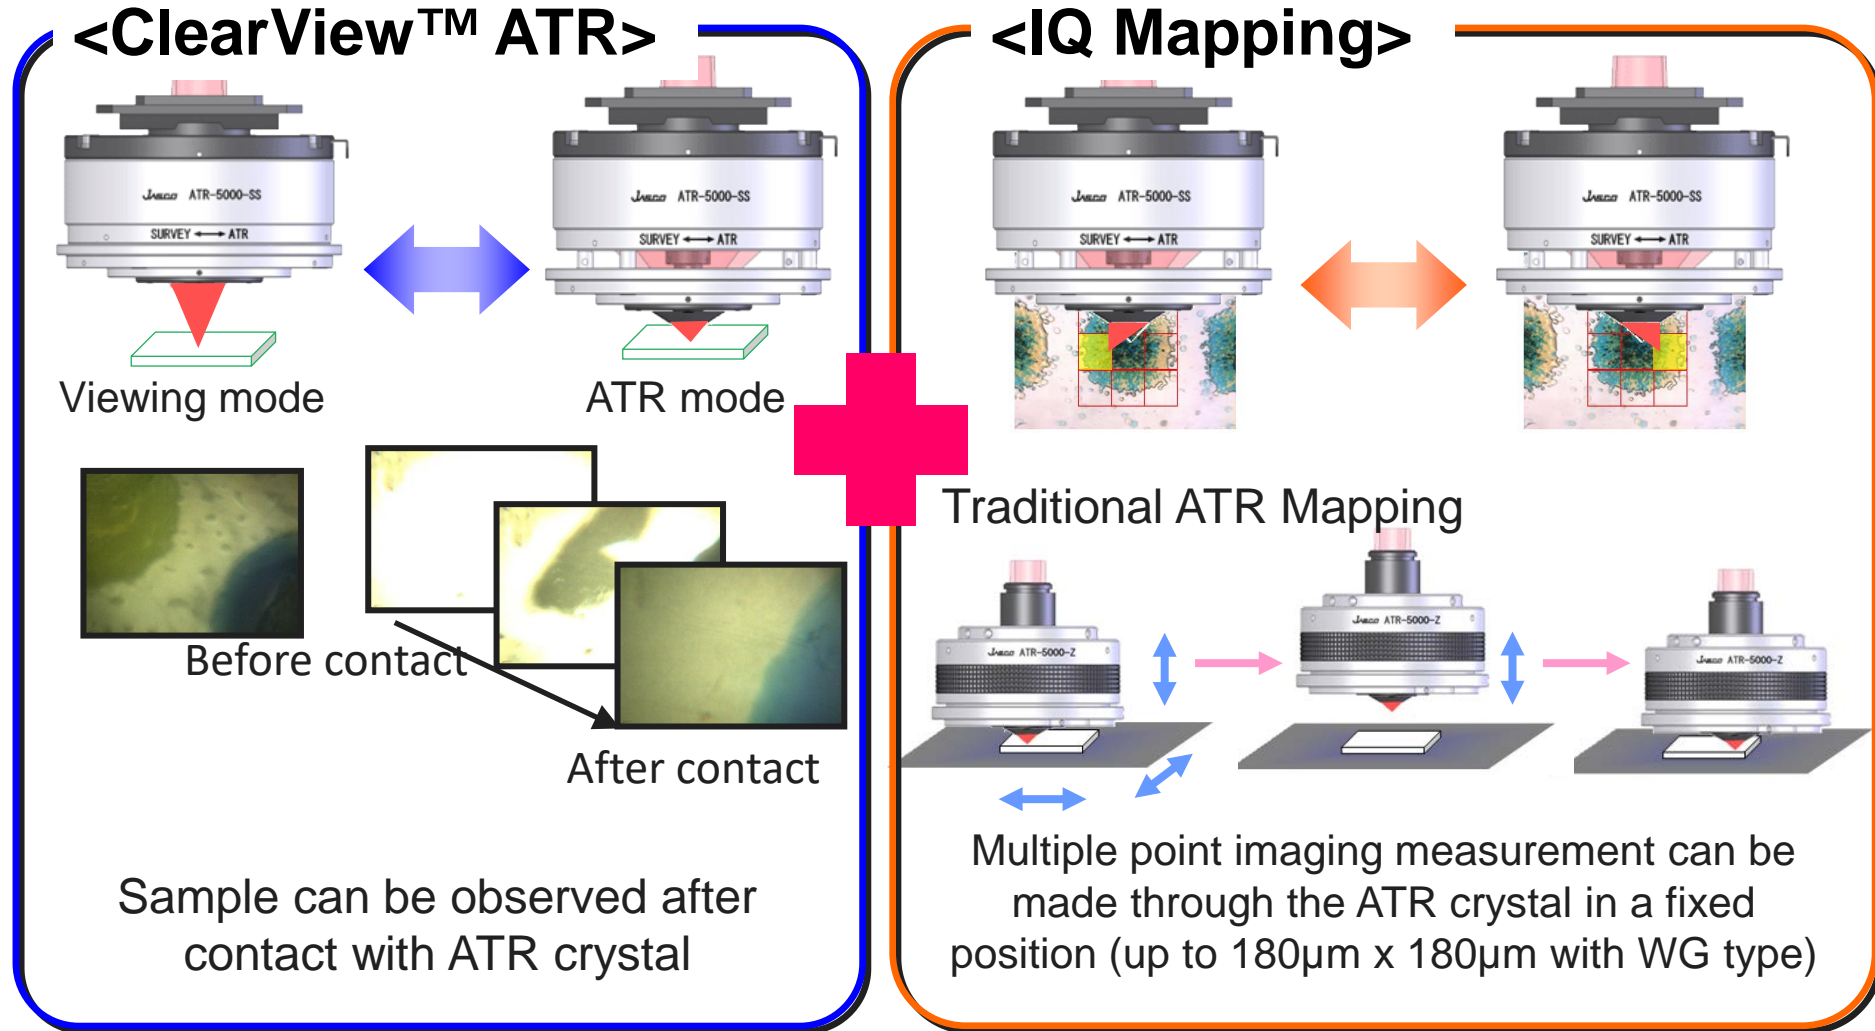 <ClearView™ ATR>
JASCO ATR-5000-SS
SURVEY ⟷ ATR
JASCO ATR-5000-SS
SURVEY ⟷ ATR
Viewing mode
ATR mode
Before contact
After contact
Sample can be observed after
contact with ATR crystal
<IQ Mapping>
JASCO ATR-5000-SS
SURVEY ⟷ ATR
JASCO ATR-5000-SS
SURVEY ⟷ ATR
Traditional ATR Mapping
JASCO ATR-5000-Z
JASCO ATR-5000-Z
JASCO ATR-5000-Z
Multiple point imaging measurement can be
made through the ATR crystal in a fixed
position (up to 180µm x 180µm with WG type)